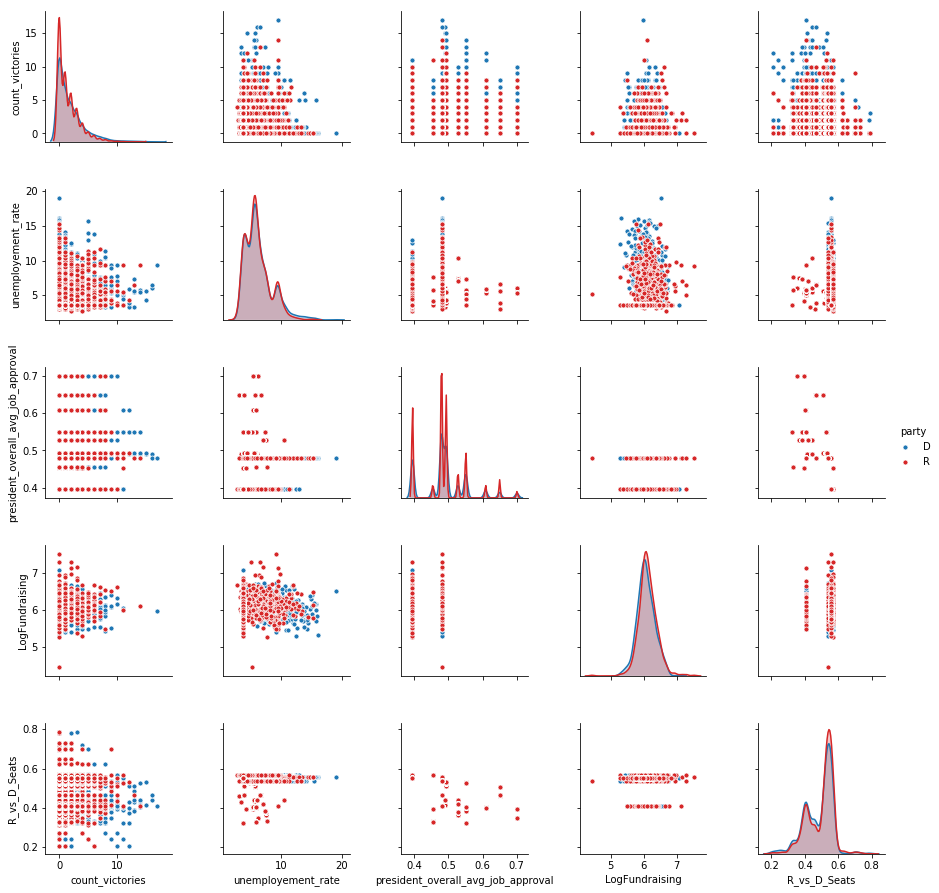 count_victories
15
10
5
0
unemployement_rate
20
15
10
5
president_overall_avg_job_approval
0.7
0.6
0.5
0.4
party
D
R
LogFundraising
7
6
5
R_vs_D_Seats
0.8
0.6
0.4
0.2
0 10
10 20
0.4 0.5 0.6 0.7
5 6 7
0.2 0.4 0.6 0.8
count_victories unemployement_rate president_overall_avg_job_approval LogFundraising R_vs_D_Seats